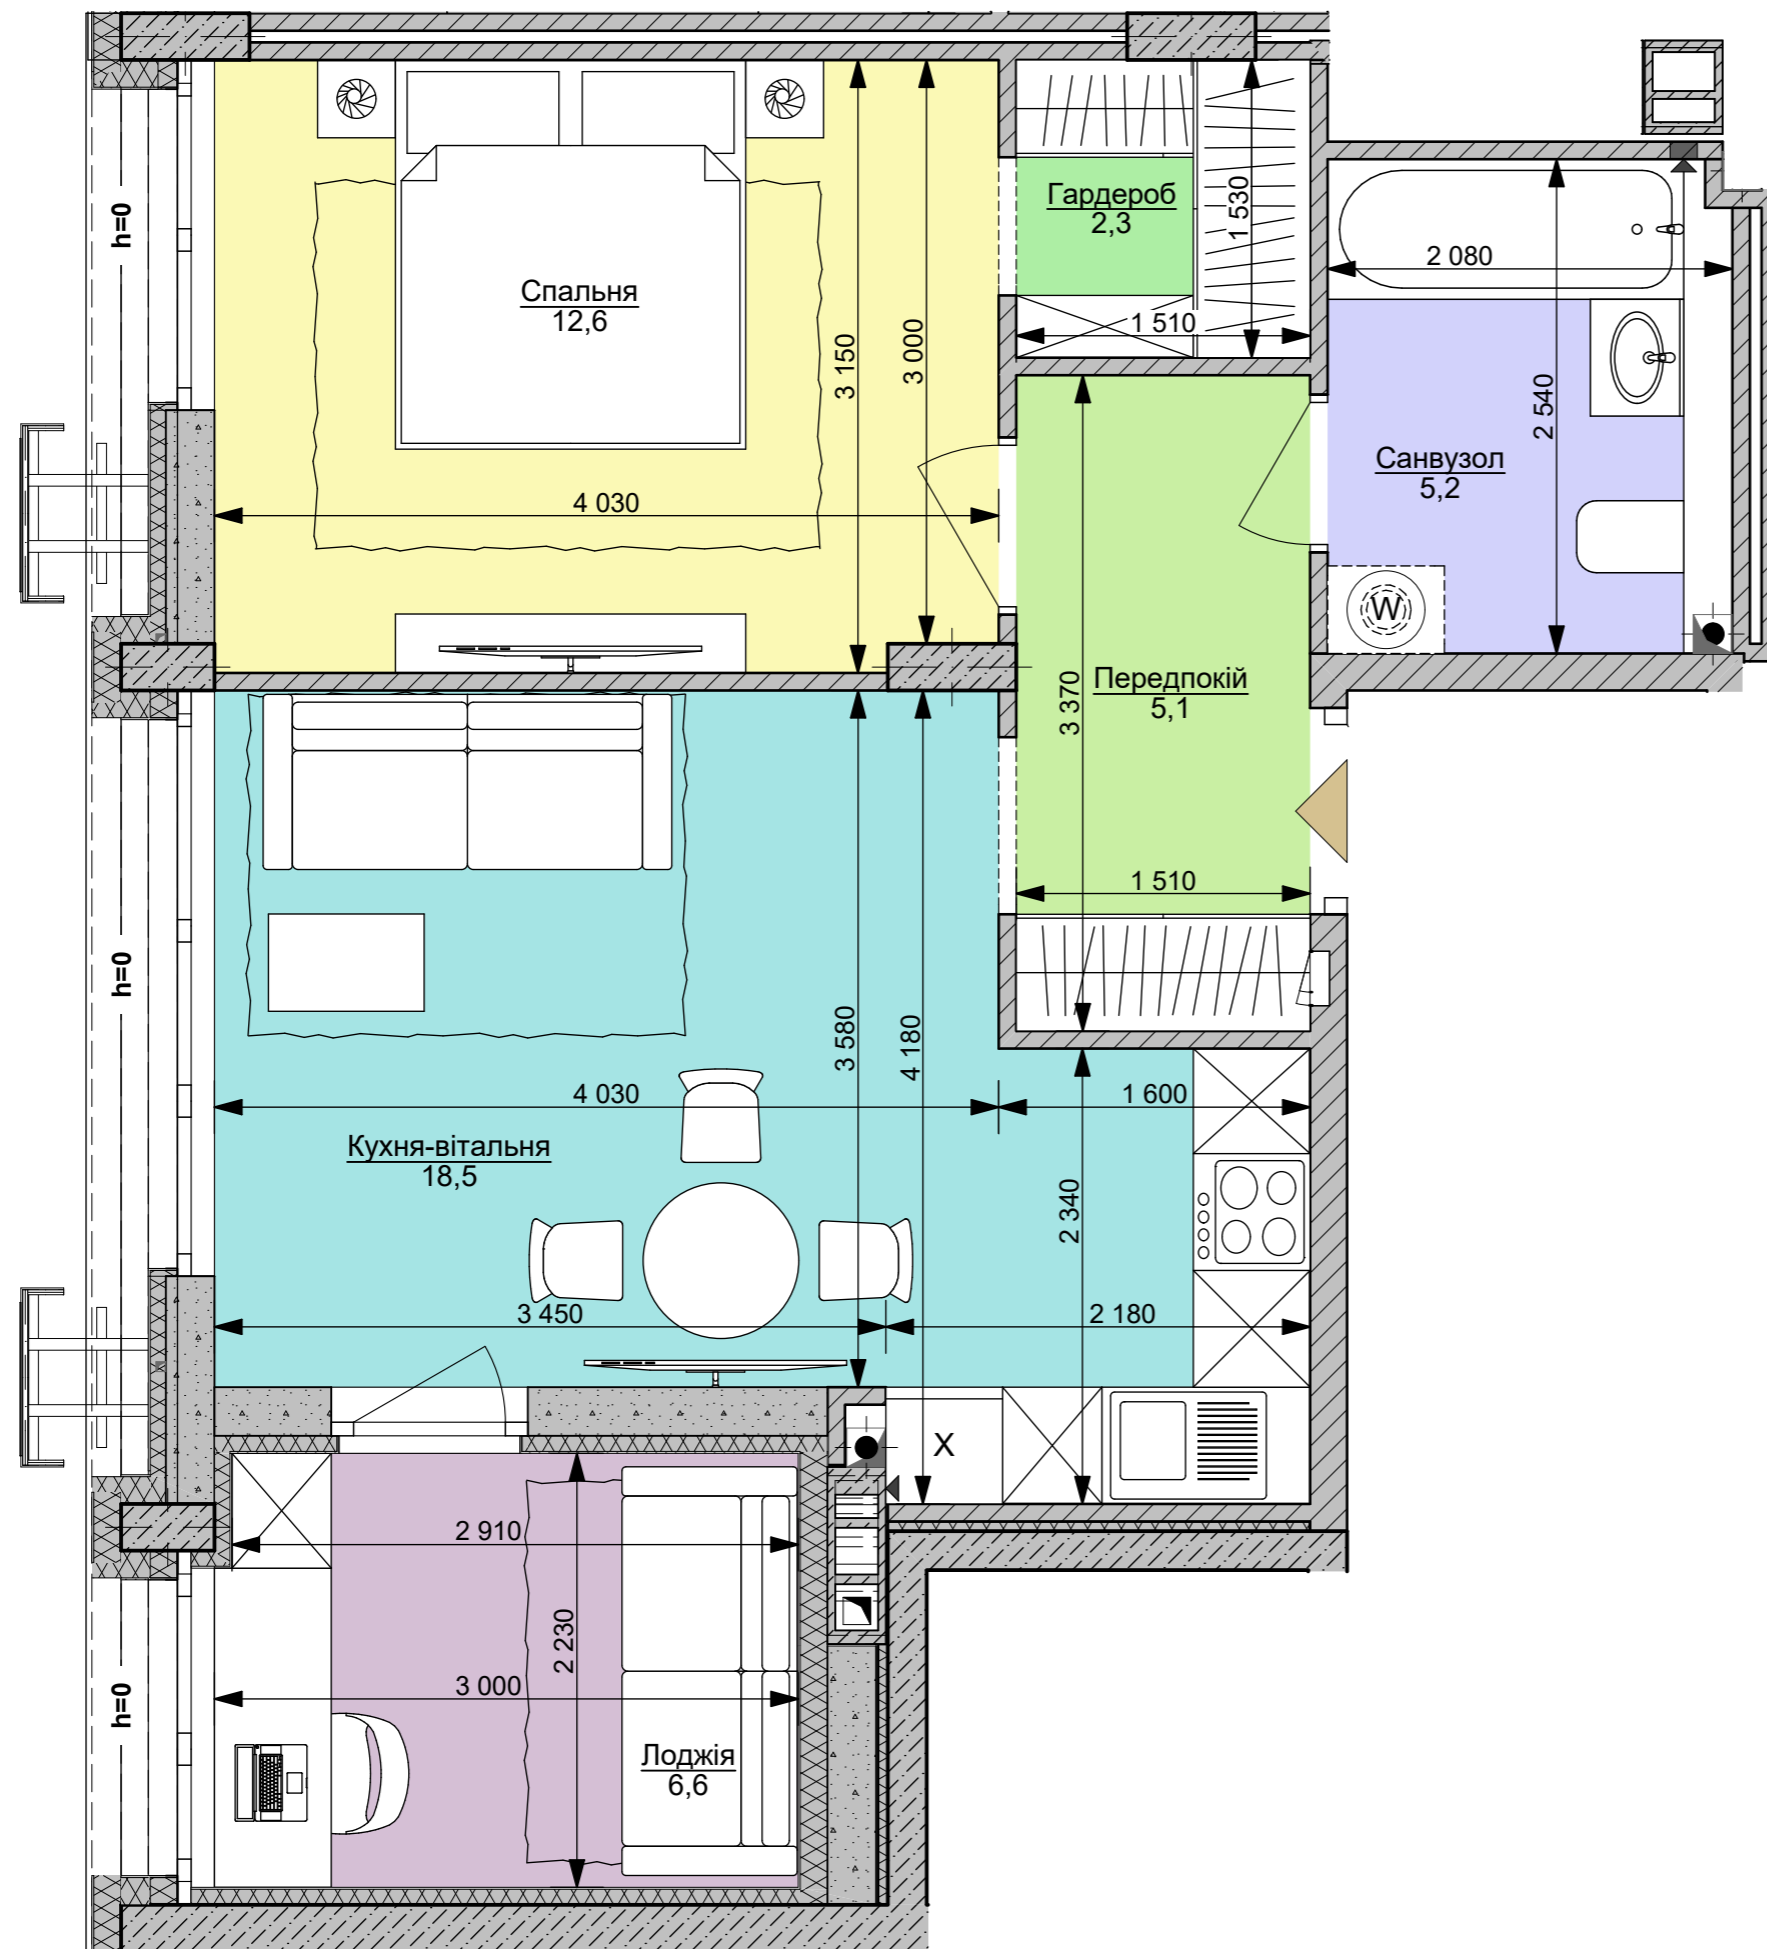 h=0
Спальня
12,6
4 030
3 150
3 000
Гардероб
2,3
1 530
1 510
2 080
2 540
Санвузол
5,2
W
Передпокій
5,1
3 370
1 510
h=0
3 580
4 180
4 030
1 600
Кухня-вітальня
18,5
2 340
3 450
2 180
X
2 910
2 230
3 000
h=0
Лоджія
6,6